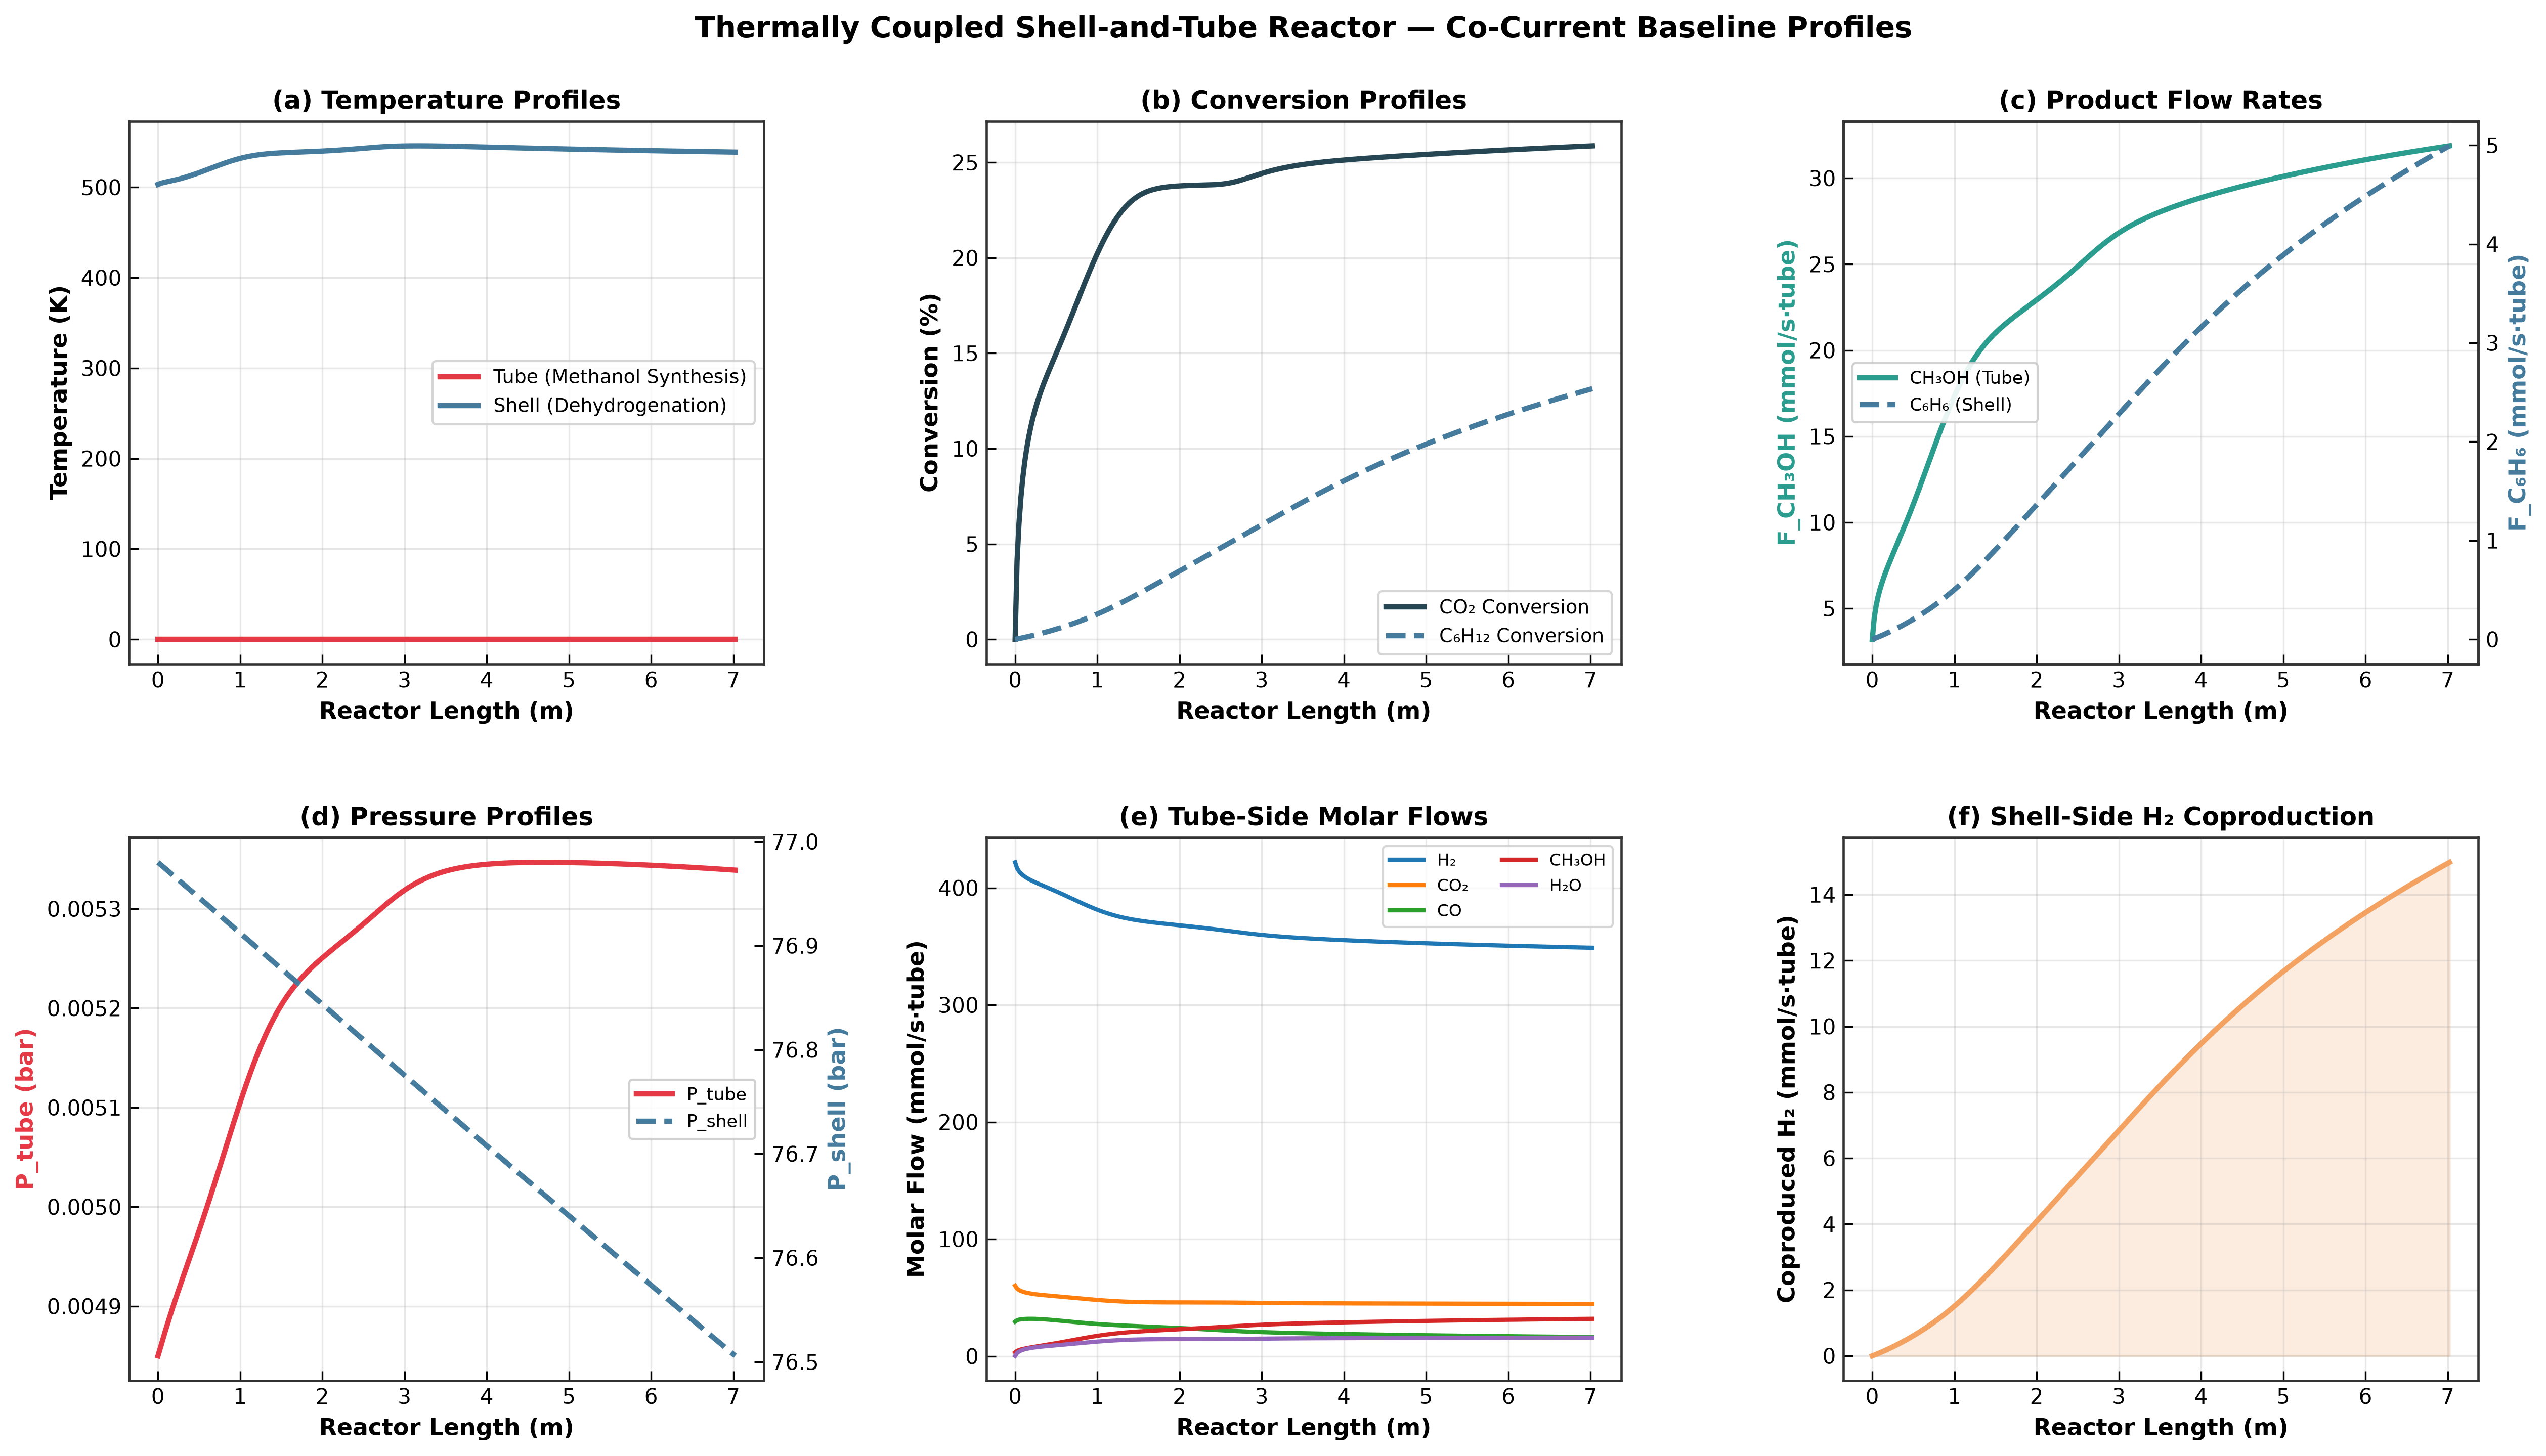 Thermally Coupled Shell-and-Tube Reactor — Co-Current Baseline Profiles
(a) Temperature Profiles
Temperature (K)
500
400
300
200
100
0
Tube (Methanol Synthesis)
Shell (Dehydrogenation)
0 1 2 3 4 5 6 7
Reactor Length (m)
(b) Conversion Profiles
Conversion (%)
25
20
15
10
5
0
CO₂ Conversion
C₆H₁₂ Conversion
0 1 2 3 4 5 6 7
Reactor Length (m)
(c) Product Flow Rates
F_CH₃OH (mmol/s·tube)
30
25
20
15
10
5
CH₃OH (Tube)
C₆H₆ (Shell)
5
4
3
2
1
0
F_C₆H₆ (mmol/s·tube)
0 1 2 3 4 5 6 7
Reactor Length (m)
(d) Pressure Profiles
P_tube (bar)
0.0053
0.0052
0.0051
0.0050
0.0049
P_tube
P_shell
77.0
76.9
76.8
76.7
76.6
76.5
P_shell (bar)
0 1 2 3 4 5 6 7
Reactor Length (m)
(e) Tube-Side Molar Flows
Molar Flow (mmol/s·tube)
400
300
200
100
0
H₂
CO₂
CO
CH₃OH
H₂O
0 1 2 3 4 5 6 7
Reactor Length (m)
(f) Shell-Side H₂ Coproduction
Coproduced H₂ (mmol/s·tube)
14
12
10
8
6
4
2
0
0 1 2 3 4 5 6 7
Reactor Length (m)